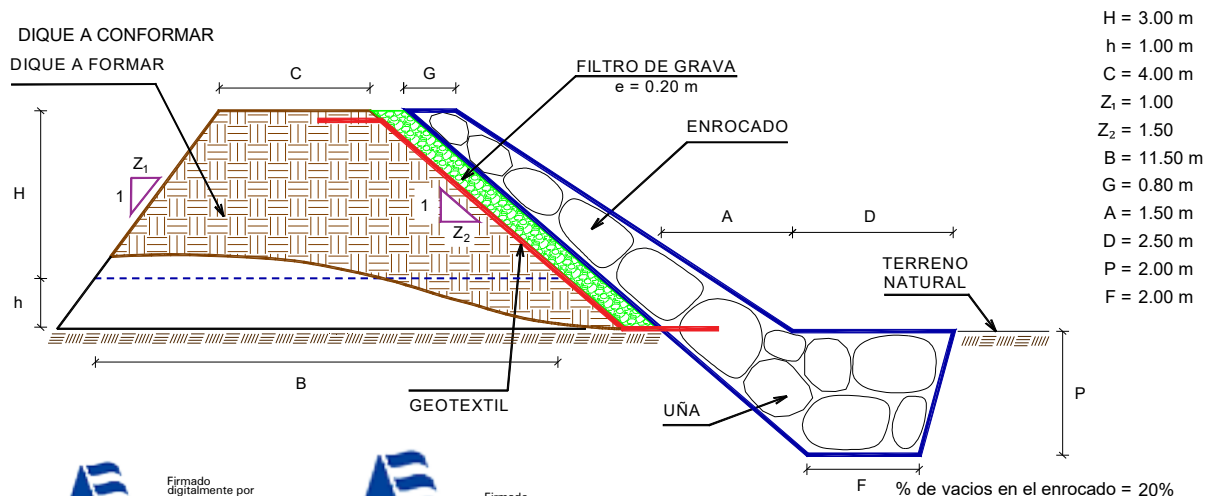 DIQUE A CONFORMAR
DIQUE A FORMAR
C
G
FILTRO DE GRAVA
e = 0.20 m
ENROCADO
H
Z₁
1
1
Z₂
A
D
TERRENO
NATURAL
h
B
GEOTEXTIL
UÑA
P
F
H = 3.00 m
h = 1.00 m
C = 4.00 m
Z₁ = 1.00
Z₂ = 1.50
B = 11.50 m
G = 0.80 m
A = 1.50 m
D = 2.50 m
P = 2.00 m
F = 2.00 m
% de vacios en el enrocado = 20%
Firmado
digitalmente por